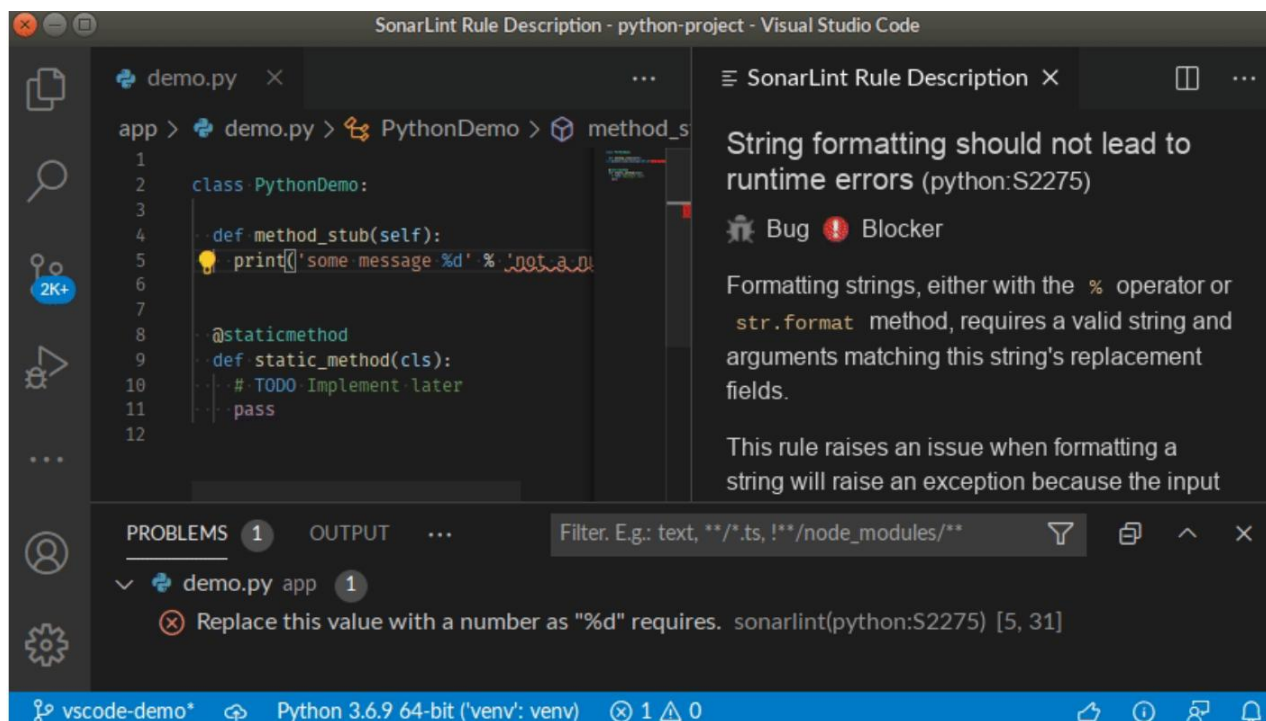 SonarLint Rule Description - python-project - Visual Studio Code
demo.py
SonarLint Rule Description
app > demo.py > PythonDemo >
1
2 class PythonDemo:
3
4 def method_stub(self):
5 print('some message %d' % 'not a
6
7
8 @staticmethod
9 def static_method(cls):
10 # TODO Implement later
11 pass
12
String formatting should not lead to
runtime errors (python:S2275)
Bug Blocker
Formatting strings, either with the % operator or
str.format method, requires a valid string and
arguments matching this string's replacement
fields.
This rule raises an issue when formatting a
string will raise an exception because the input
2K+
PROBLEMS 1 OUTPUT ... Filter. E.g.: text, **/*.ts, !**/node_modules/**
demo.py app 1
Replace this value with a number as "%d" requires. sonarlint(python:S2275) [5, 31]
vscode-demo* Python 3.6.9 64-bit ('venv': venv) 1 0